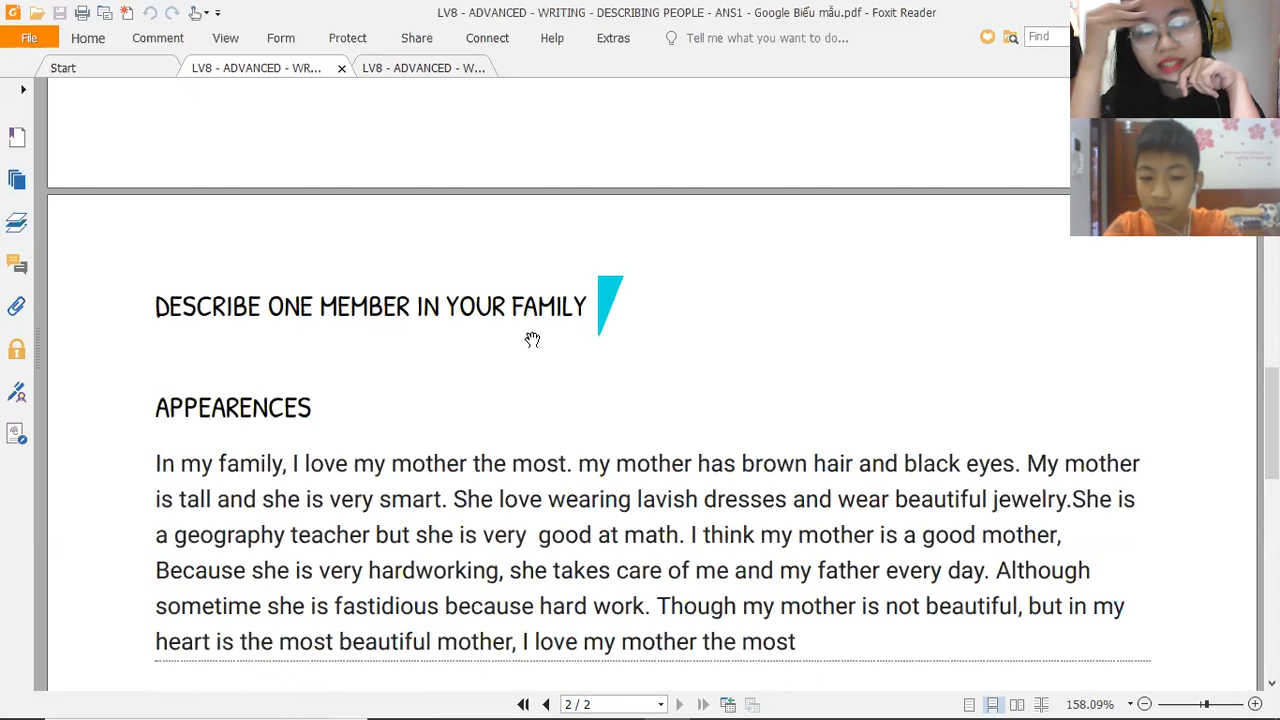 LV8 - ADVANCED - WRITING - DESCRIBING PEOPLE - ANS1 - Google Biểu mẫu.pdf - Foxit Reader
File Home Comment View Form Protect Share Connect Help Extras Tell me what you want to do... Find
Start LV8 - ADVANCED - WR... LV8 - ADVANCED - W...
DESCRIBE ONE MEMBER IN YOUR FAMILY
APPEARENCES
In my family, I love my mother the most. my mother has brown hair and black eyes. My mother
is tall and she is very smart. She love wearing lavish dresses and wear beautiful jewelry.She is
a geography teacher but she is very  good at math. I think my mother is a good mother,
Because she is very hardworking, she takes care of me and my father every day. Although
sometime she is fastidious because hard work. Though my mother is not beautiful, but in my
heart is the most beautiful mother, I love my mother the most
2 / 2 158.09%